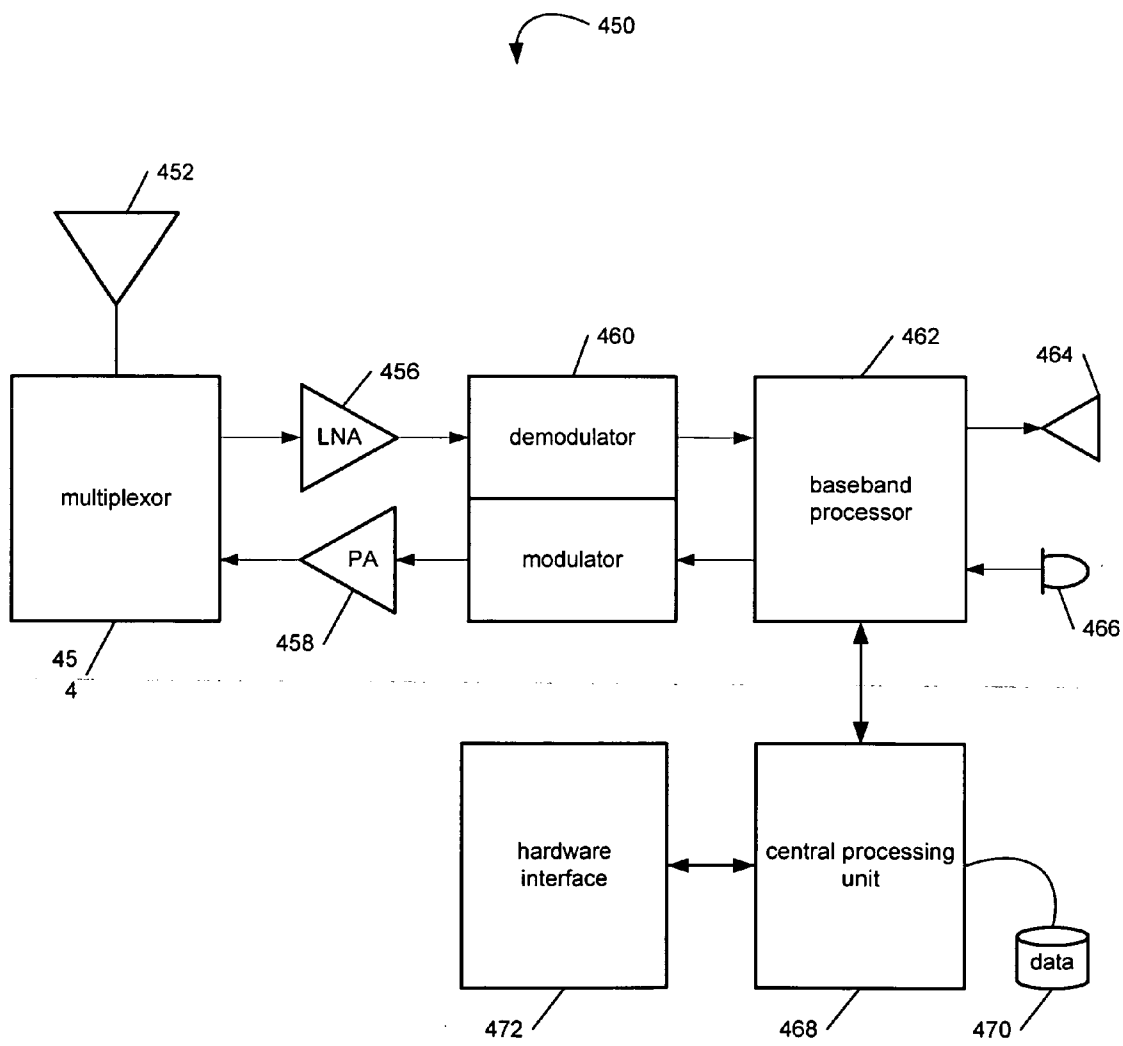 450
452
460
462
464
456
LNA
demodulator
multiplexor
baseband
processor
PA
modulator
458
466
45
4
hardware
interface
central processing
unit
data
472
468
470